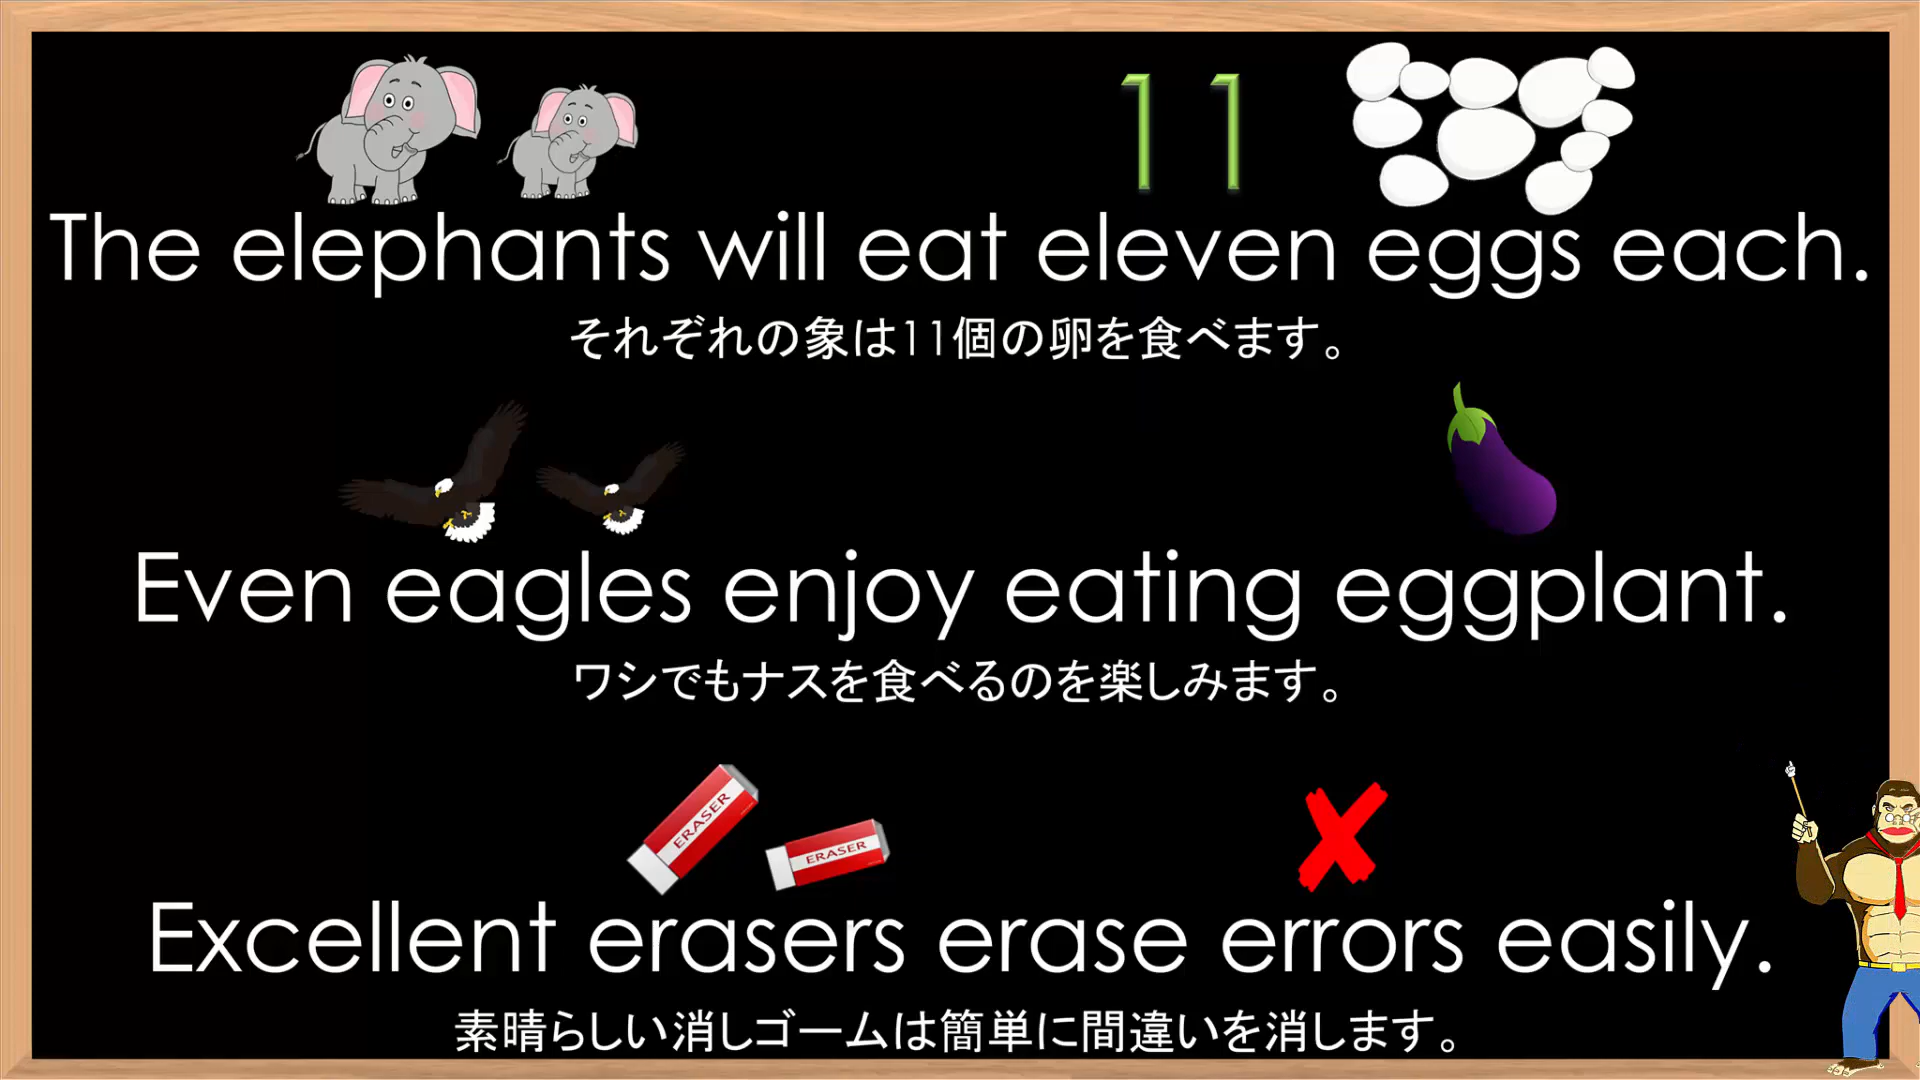 11
The elephants will eat eleven eggs each.
それぞれの象は11個の卵を食べます。
Even eagles enjoy eating eggplant.
ワシでもナスを食べるのを楽しみます。
ERASER
ERASER
Excellent erasers erase errors easily.
素晴らしい消しゴームは簡単に間違いを消します。